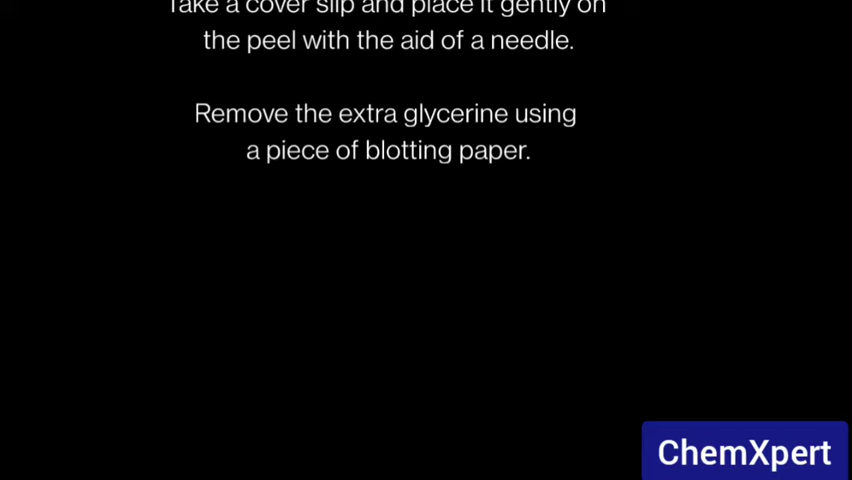 Take a cover slip and place it gently on
the peel with the aid of a needle.
Remove the extra glycerine using
a piece of blotting paper.
ChemXpert